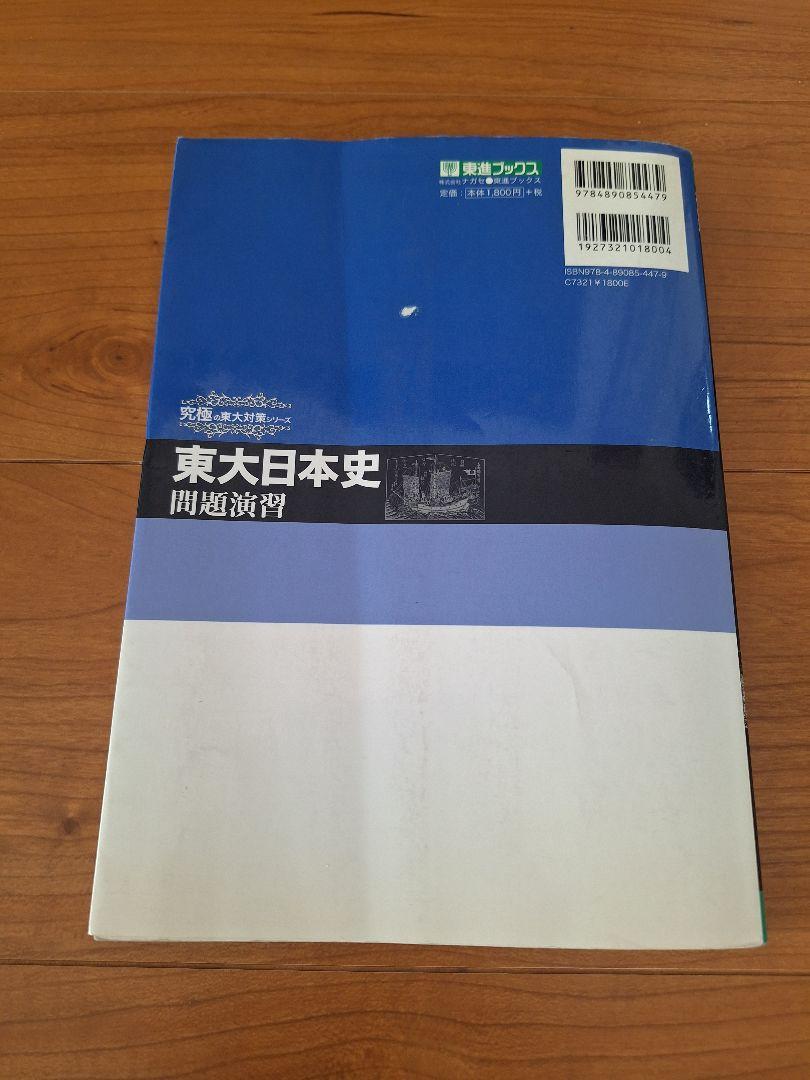 東進ブックス
株式会社ナガセ●東進ブックス
定価：本体1,800円+税
9784890854479
1927321018004
ISBN978-4-89085-447-9
C7321￥1800E
究極の東大対策シリーズ
東大日本史
問題演習